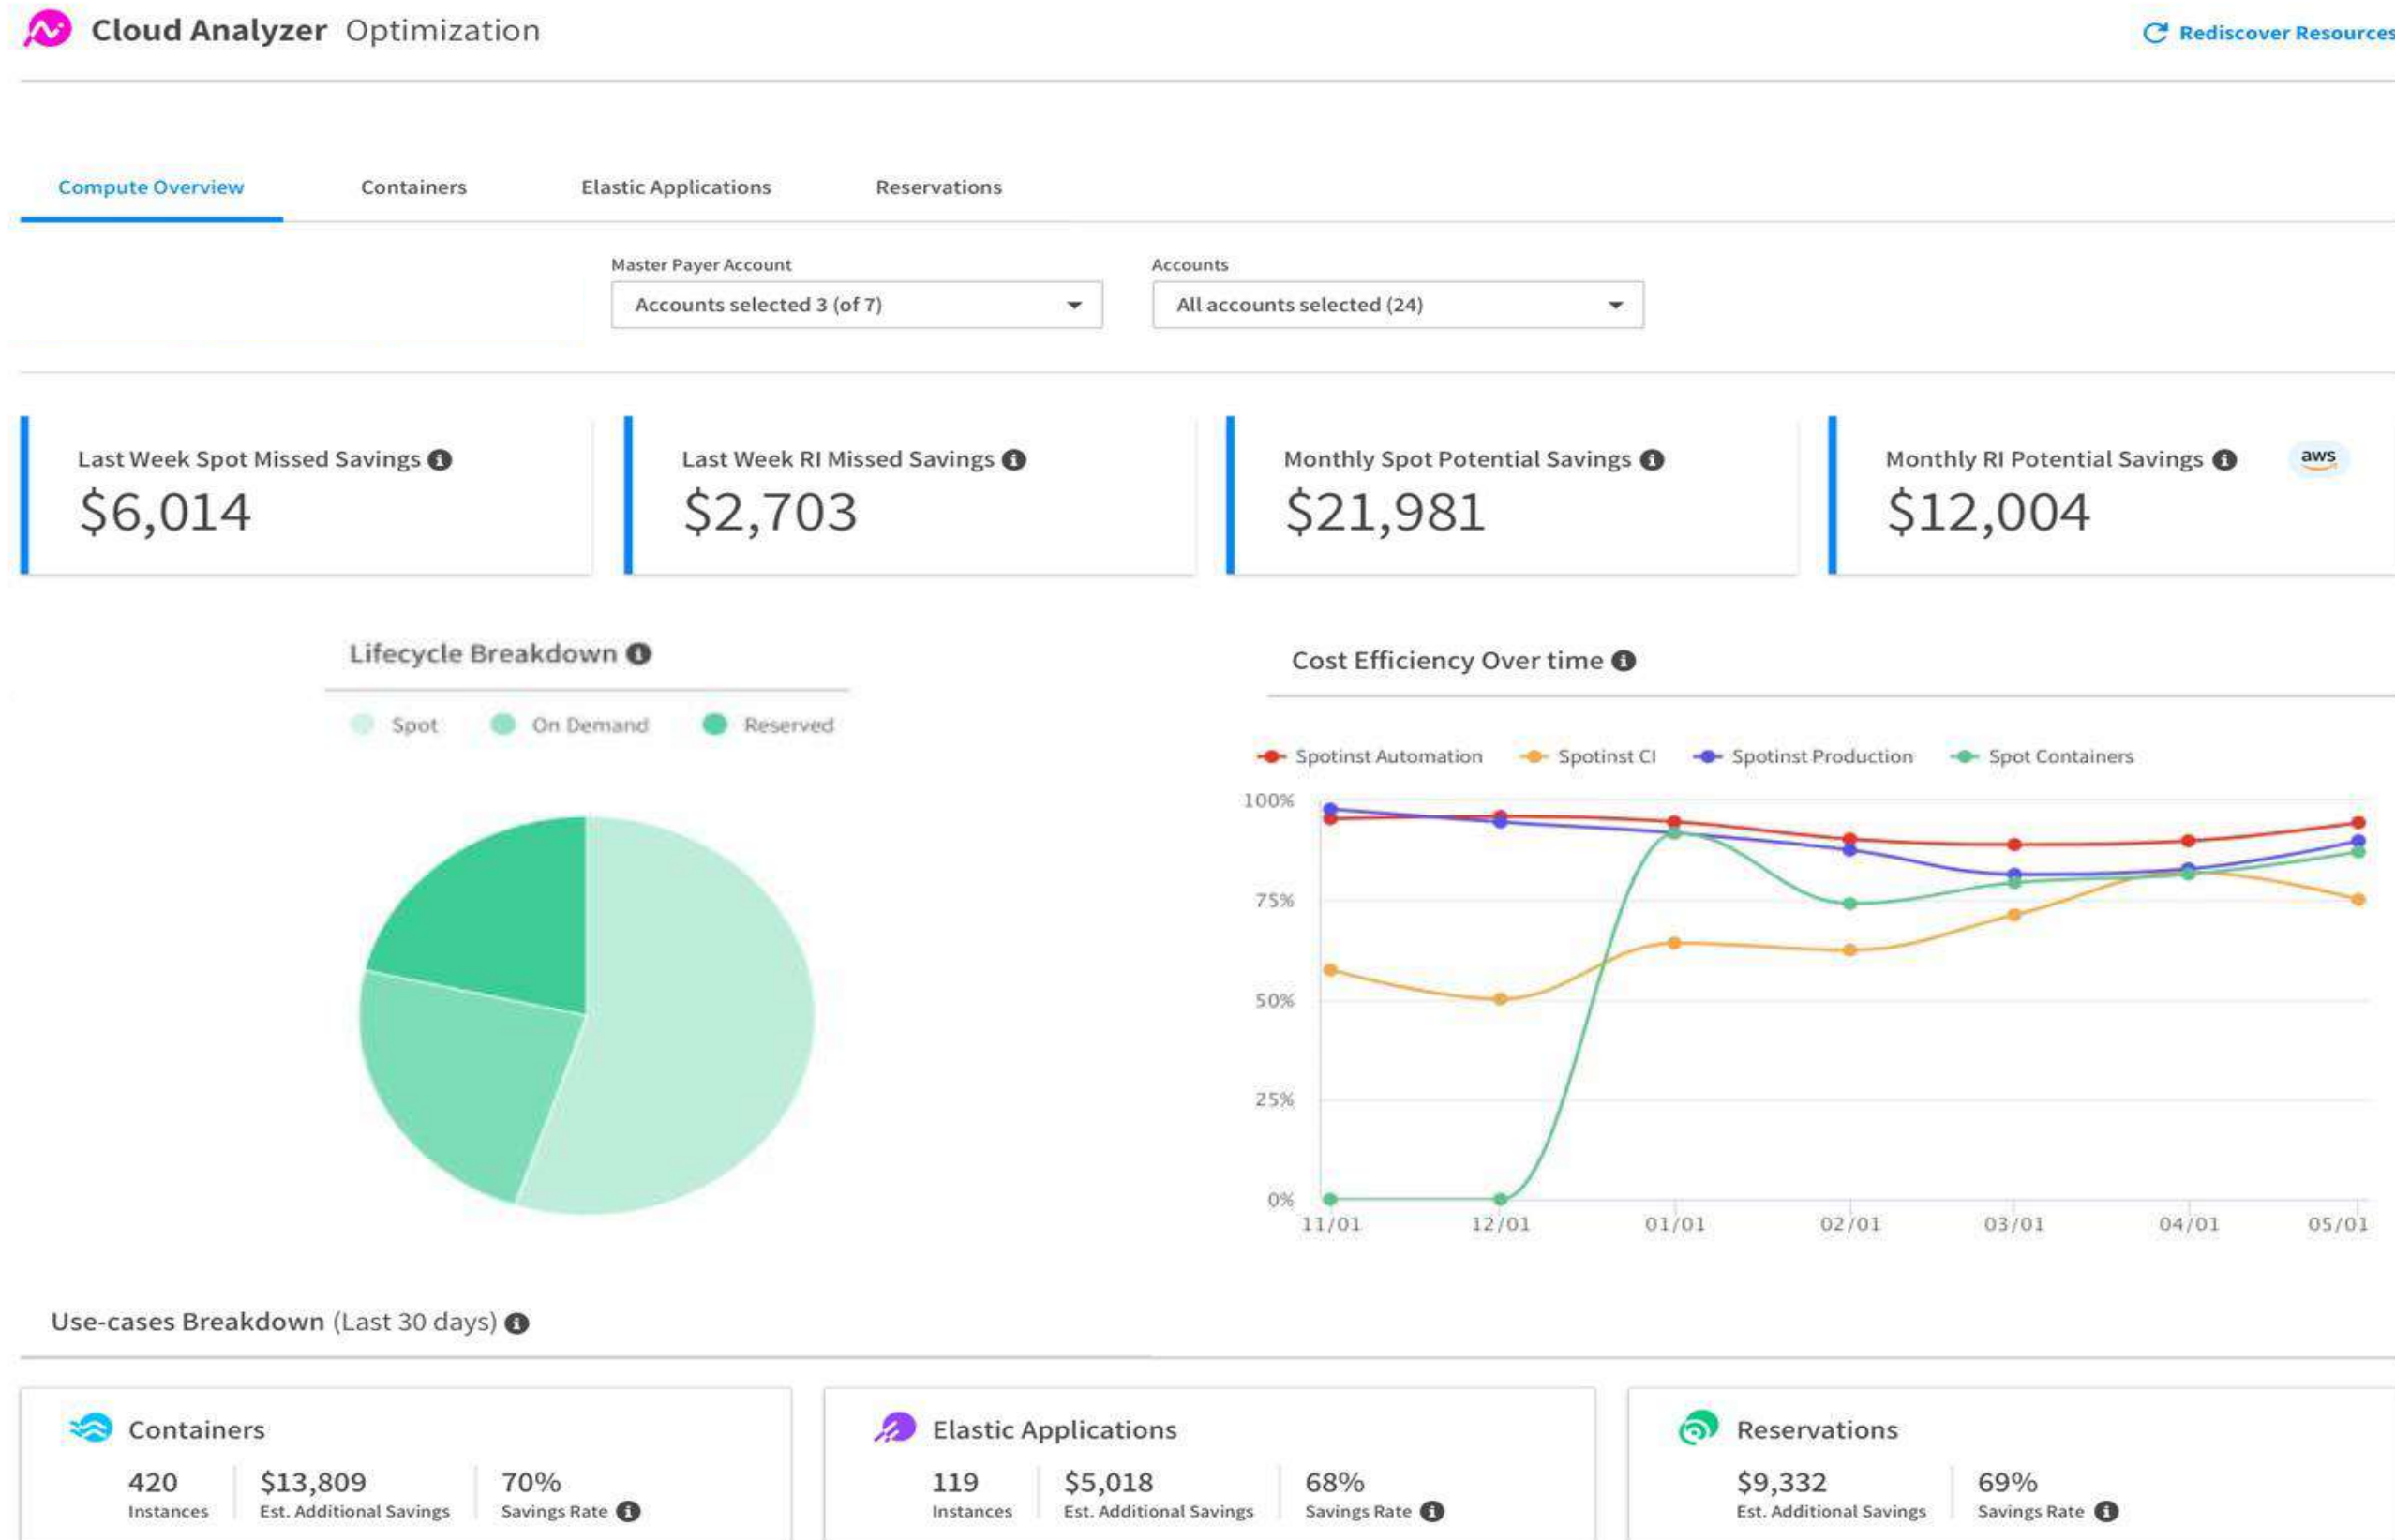 Cloud Analyzer Optimization
Rediscover Resources
Compute Overview Containers Elastic Applications Reservations
Master Payer Account Accounts
Accounts selected 3 (of 7) All accounts selected (24)
Last Week Spot Missed Savings
$6,014
Last Week RI Missed Savings
$2,703
Monthly Spot Potential Savings
$21,981
Monthly RI Potential Savings aws
$12,004
Lifecycle Breakdown
Spot On Demand Reserved
Cost Efficiency Over time
Spotinst Automation Spotinst CI Spotinst Production Spot Containers
100%
75%
50%
25%
0%
11/01 12/01 01/01 02/01 03/01 04/01 05/01
Use-cases Breakdown (Last 30 days)
Containers
420 $13,809 70%
Instances Est. Additional Savings Savings Rate
Elastic Applications
119 $5,018 68%
Instances Est. Additional Savings Savings Rate
Reservations
$9,332 69%
Est. Additional Savings Savings Rate